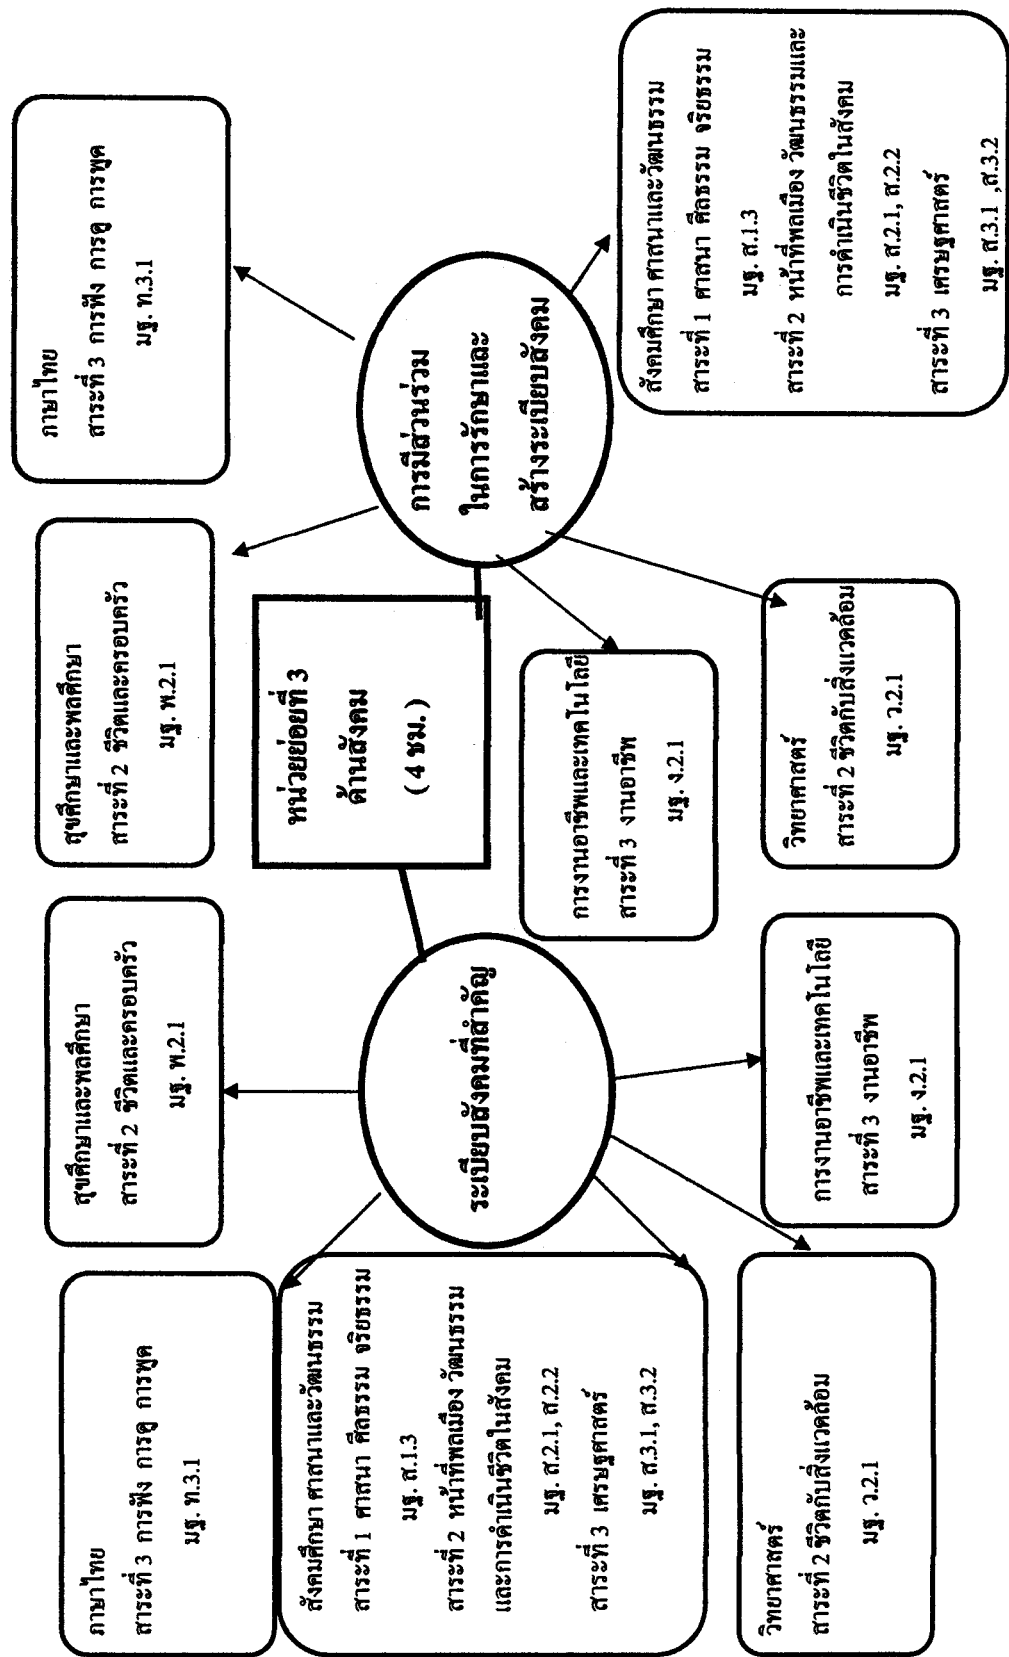 ภาษาไทย
สาระที่ 3 การฟัง การดู การพูด
มฐ. ท.3.1
สุขศึกษาและพลศึกษา
สาระที่ 2 ชีวิตและครอบครัว
มฐ. พ.2.1
สุขศึกษาและพลศึกษา
สาระที่ 2 ชีวิตและครอบครัว
มฐ. พ.2.1
ภาษาไทย
สาระที่ 3 การฟัง การดู การพูด
มฐ. ท.3.1
หน่วยย่อยที่ 3
ด้านสังคม
( 4 ชม. )
ระเบียบสังคมที่สำคัญ
การมีส่วนร่วม
ในการรักษาและ
สร้างระเบียบสังคม
สังคมศึกษา ศาสนาและวัฒนธรรม
สาระที่ 1 ศาสนา ศีลธรรม จริยธรรม
มฐ. ส.1.3
สาระที่ 2 หน้าที่พลเมือง วัฒนธรรม
และการดำเนินชีวิตในสังคม
มฐ. ส.2.1, ส.2.2
สาระที่ 3 เศรษฐศาสตร์
มฐ. ส.3.1, ส.3.2
การงานอาชีพและเทคโนโลยี
สาระที่ 3 งานอาชีพ
มฐ. ง.2.1
สังคมศึกษา ศาสนาและวัฒนธรรม
สาระที่ 1 ศาสนา ศีลธรรม จริยธรรม
มฐ. ส.1.3
สาระที่ 2 หน้าที่พลเมือง วัฒนธรรมและ
การดำเนินชีวิตในสังคม
มฐ. ส.2.1, ส.2.2
สาระที่ 3 เศรษฐศาสตร์
มฐ. ส.3.1 ,ส.3.2
วิทยาศาสตร์
สาระที่ 2 ชีวิตกับสิ่งแวดล้อม
มฐ. ว.2.1
การงานอาชีพและเทคโนโลยี
สาระที่ 3 งานอาชีพ
มฐ. ง.2.1
วิทยาศาสตร์
สาระที่ 2 ชีวิตกับสิ่งแวดล้อม
มฐ. ว.2.1